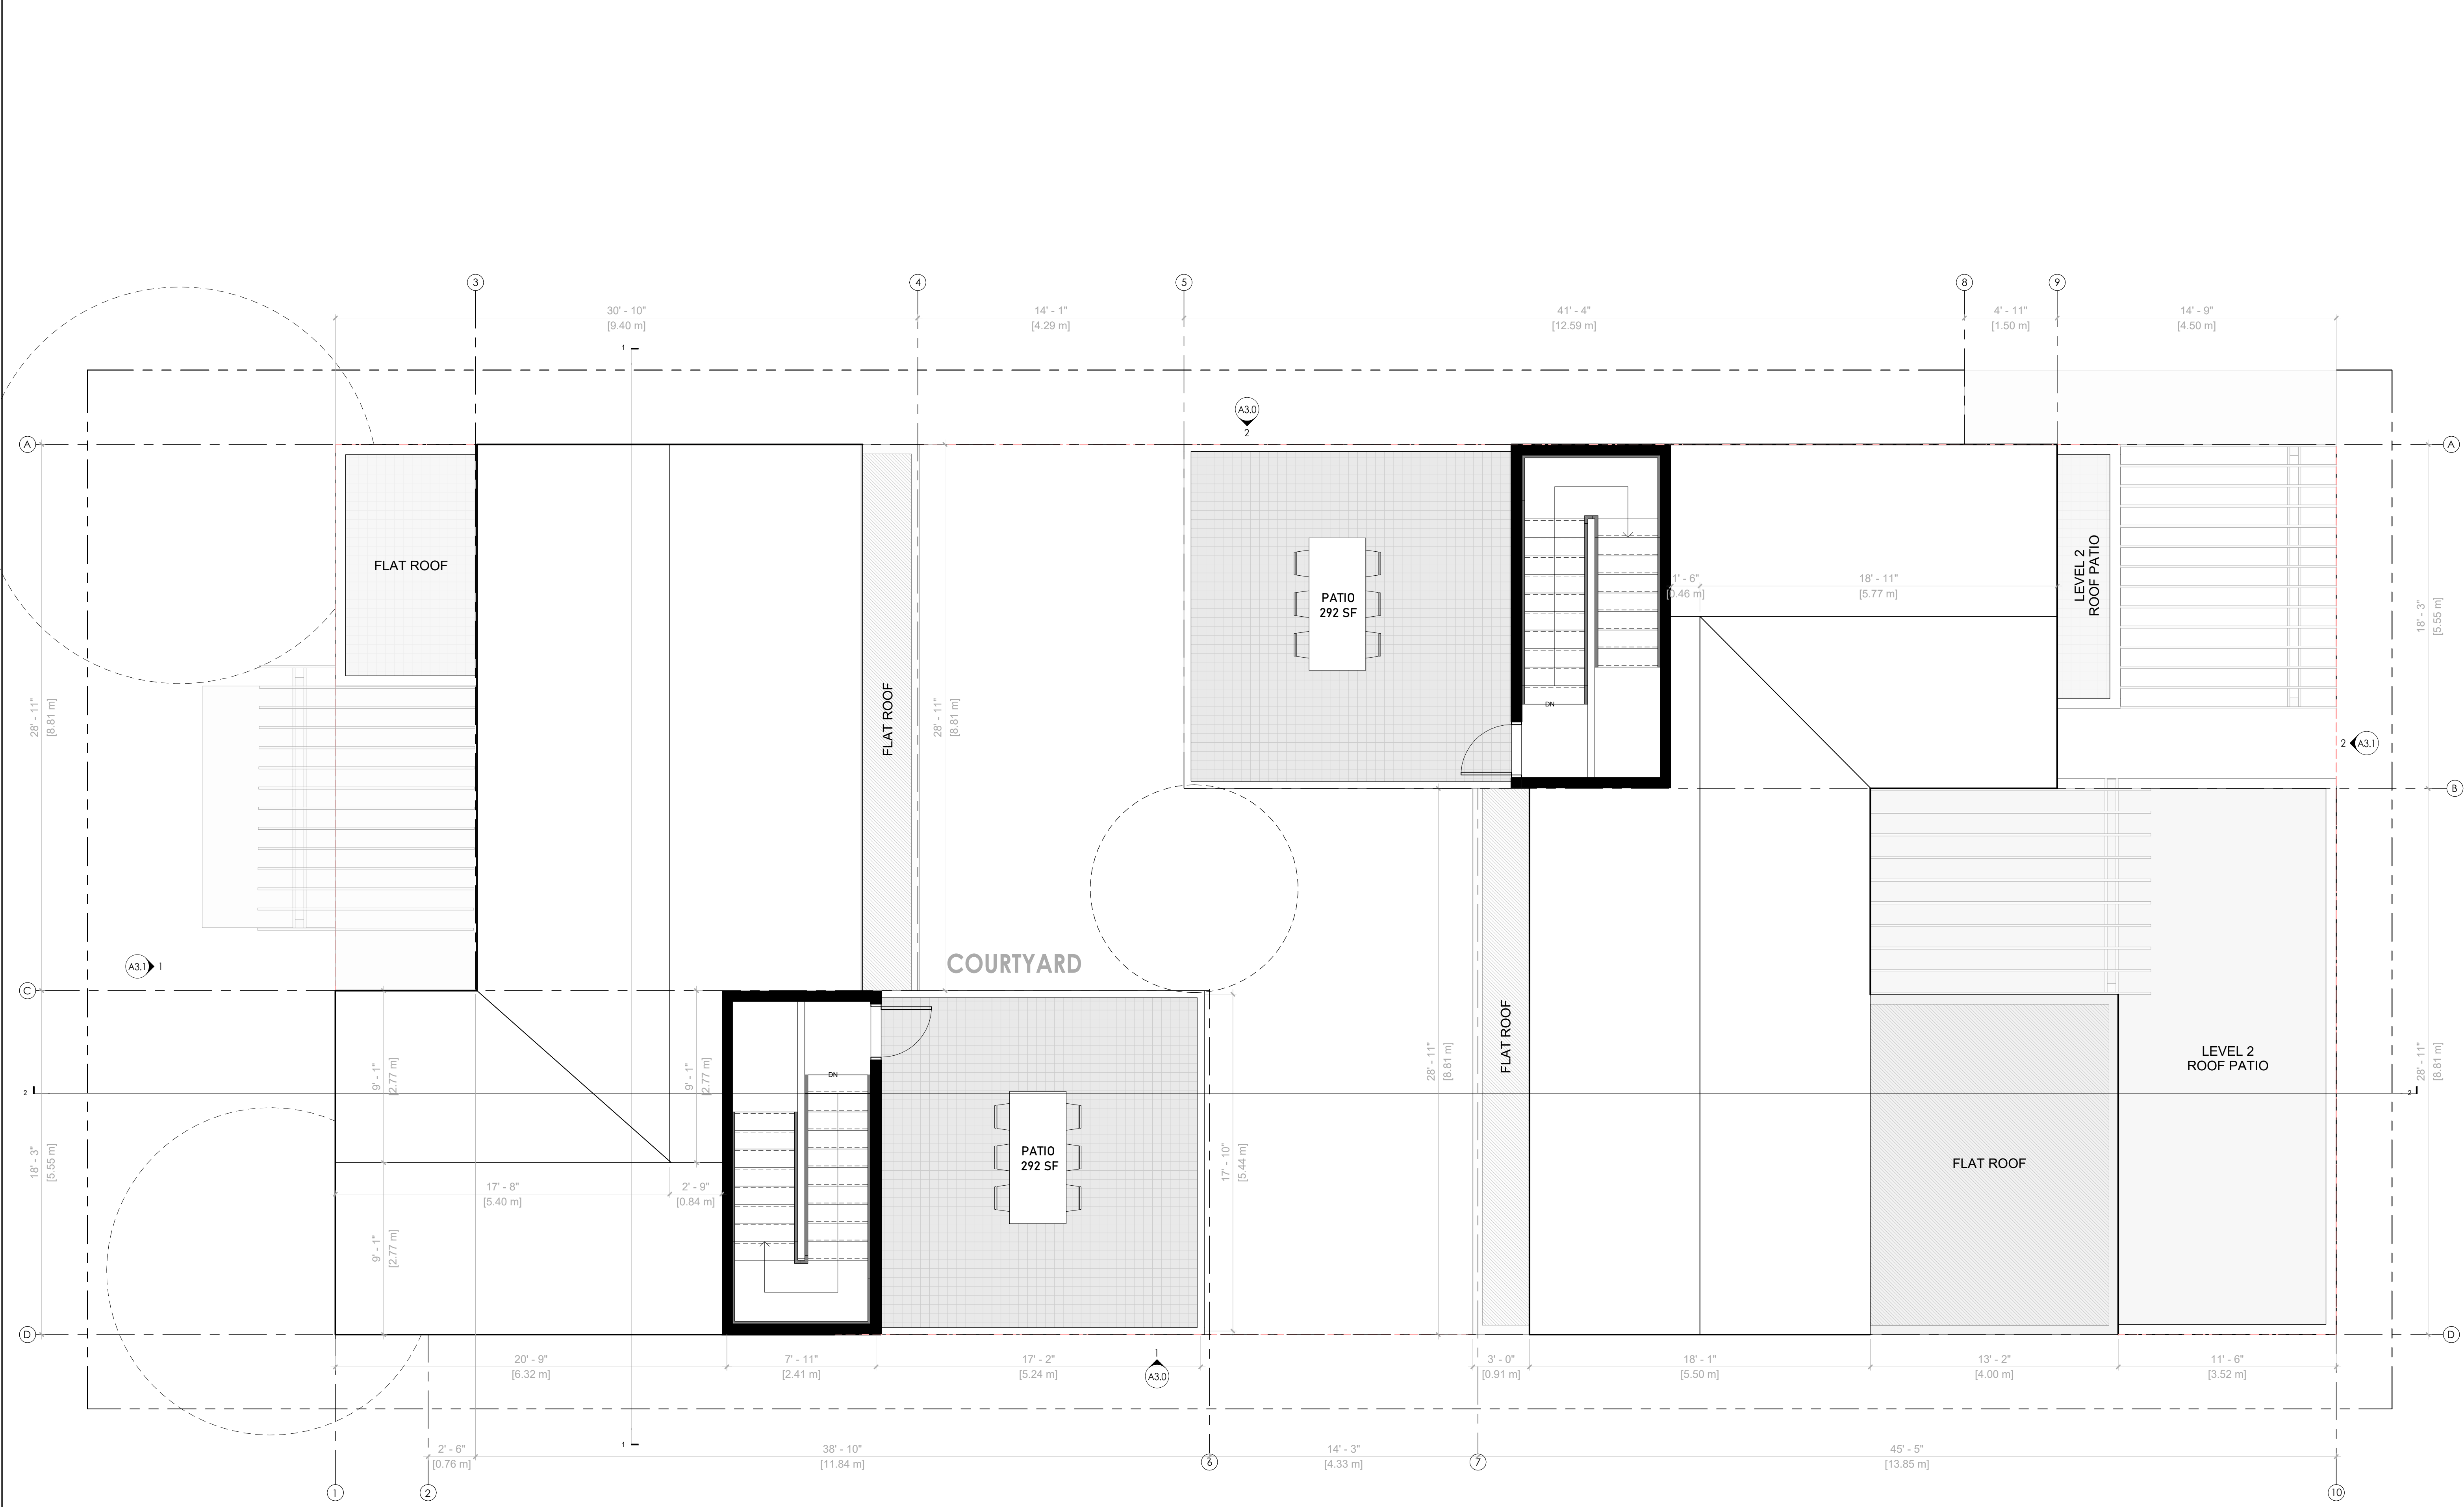 3
4
5
8
9
30' - 10"
[9.40 m]
14' - 1"
[4.29 m]
41' - 4"
[12.59 m]
4' - 11"
[1.50 m]
14' - 9"
[4.50 m]
1
A3.0
2
A
A
FLAT ROOF
PATIO
292 SF
1' - 6"
[0.46 m]
18' - 11"
[5.77 m]
LEVEL 2
ROOF PATIO
18' - 3"
[5.55 m]
28' - 11"
[8.81 m]
FLAT ROOF
28' - 11"
[8.81 m]
DN
2
A3.1
B
COURTYARD
A3.1
1
C
9' - 1"
[2.77 m]
9' - 1"
[2.77 m]
DN
17' - 10"
[5.44 m]
28' - 11"
[8.81 m]
FLAT ROOF
LEVEL 2
ROOF PATIO
28' - 11"
[8.81 m]
2
2
18' - 3"
[5.55 m]
PATIO
292 SF
FLAT ROOF
17' - 8"
[5.40 m]
2' - 9"
[0.84 m]
9' - 1"
[2.77 m]
D
D
20' - 9"
[6.32 m]
7' - 11"
[2.41 m]
17' - 2"
[5.24 m]
1
A3.0
3' - 0"
[0.91 m]
18' - 1"
[5.50 m]
13' - 2"
[4.00 m]
11' - 6"
[3.52 m]
1
2' - 6"
[0.76 m]
38' - 10"
[11.84 m]
14' - 3"
[4.33 m]
45' - 5"
[13.85 m]
6
7
1
2
10